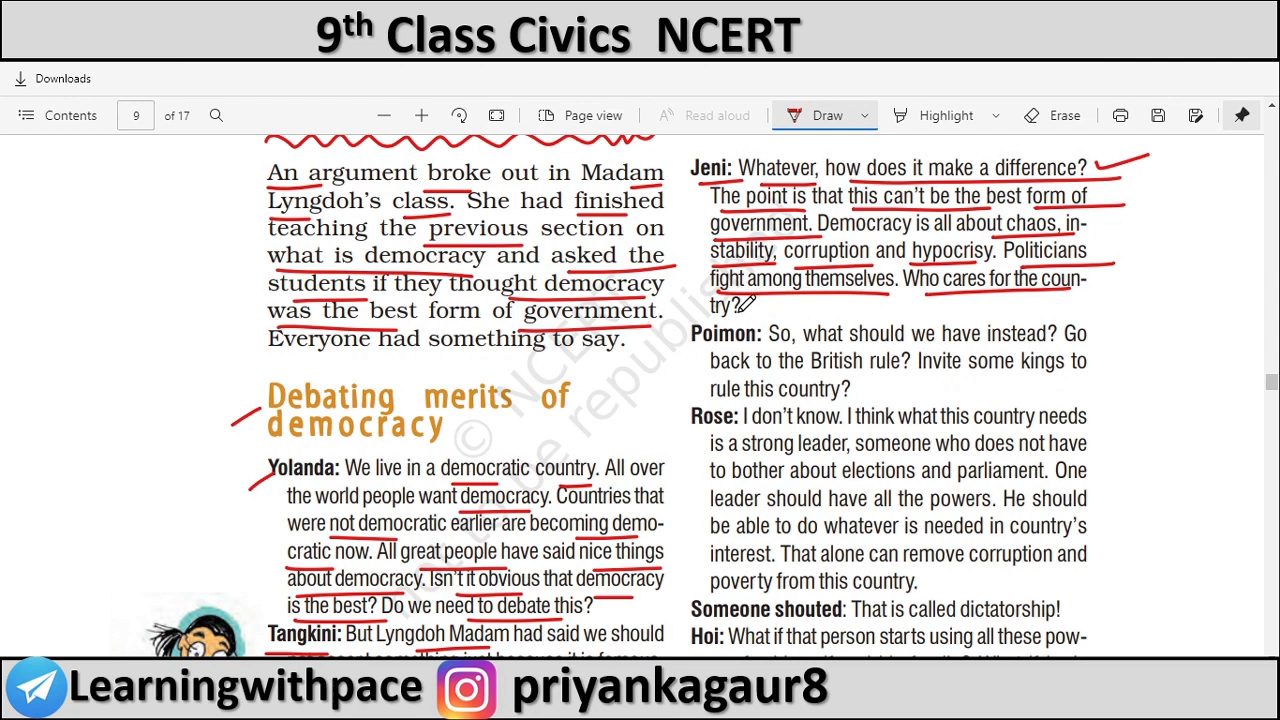 9th Class Civics NCERT
Downloads
Contents 9 of 17 Page view Read aloud Draw Highlight Erase
An argument broke out in Madam
Lyngdoh's class. She had finished
teaching the previous section on
what is democracy and asked the
students if they thought democracy
was the best form of government.
Everyone had something to say.
Debating merits of
democracy
Yolanda: We live in a democratic country. All over
the world people want democracy. Countries that
were not democratic earlier are becoming demo-
cratic now. All great people have said nice things
about democracy. Isn't it obvious that democracy
is the best? Do we need to debate this?
Tangkini: But Lyngdoh Madam had said we should
Jeni: Whatever, how does it make a difference?
The point is that this can't be the best form of
government. Democracy is all about chaos, in-
stability, corruption and hypocrisy. Politicians
fight among themselves. Who cares for the coun-
try?
Poimon: So, what should we have instead? Go
back to the British rule? Invite some kings to
rule this country?
Rose: I don't know. I think what this country needs
is a strong leader, someone who does not have
to bother about elections and parliament. One
leader should have all the powers. He should
be able to do whatever is needed in country's
interest. That alone can remove corruption and
poverty from this country.
Someone shouted: That is called dictatorship!
Hoi: What if that person starts using all these pow-
© NCERT
not to be republished
Learningwithpace priyankagaur8